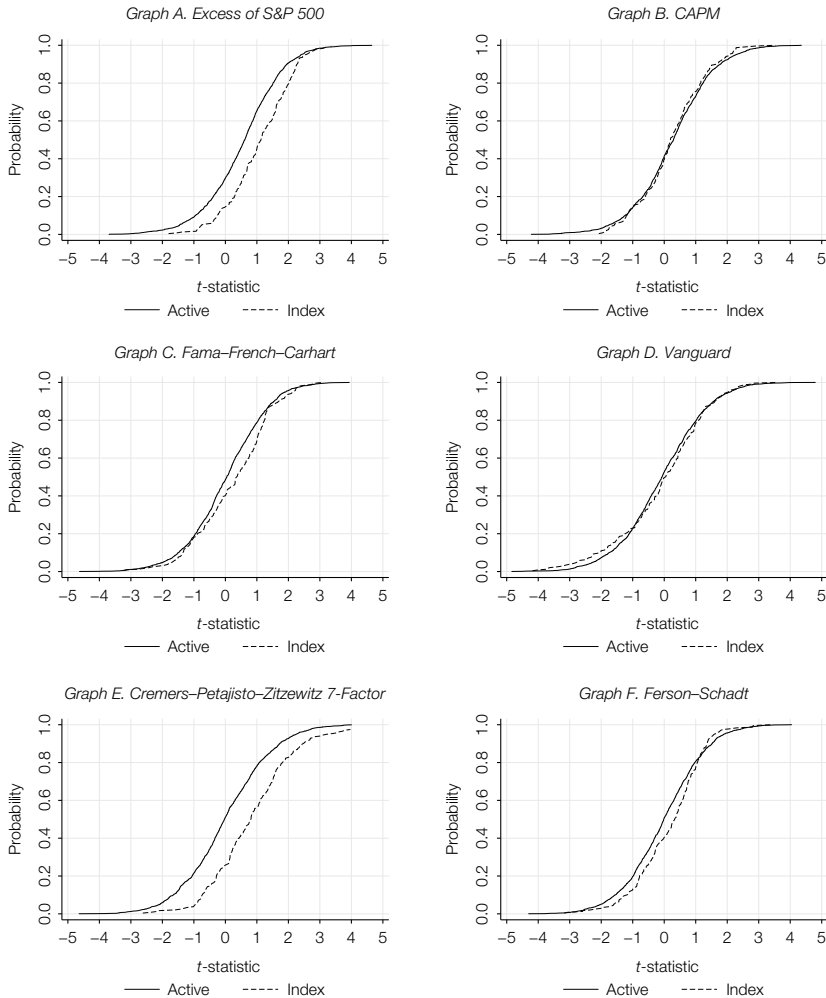 Graph A. Excess of S&P 500
Probability
1.0
0.8
0.6
0.4
0.2
0.0
−5 −4 −3 −2 −1 0 1 2 3 4 5
t-statistic
Active Index
Graph B. CAPM
Probability
1.0
0.8
0.6
0.4
0.2
0.0
−5 −4 −3 −2 −1 0 1 2 3 4 5
t-statistic
Active Index
Graph C. Fama–French–Carhart
Probability
1.0
0.8
0.6
0.4
0.2
0.0
−5 −4 −3 −2 −1 0 1 2 3 4 5
t-statistic
Active Index
Graph D. Vanguard
Probability
1.0
0.8
0.6
0.4
0.2
0.0
−5 −4 −3 −2 −1 0 1 2 3 4 5
t-statistic
Active Index
Graph E. Cremers–Petajisto–Zitzewitz 7-Factor
Probability
1.0
0.8
0.6
0.4
0.2
0.0
−5 −4 −3 −2 −1 0 1 2 3 4 5
t-statistic
Active Index
Graph F. Ferson–Schadt
Probability
1.0
0.8
0.6
0.4
0.2
0.0
−5 −4 −3 −2 −1 0 1 2 3 4 5
t-statistic
Active Index